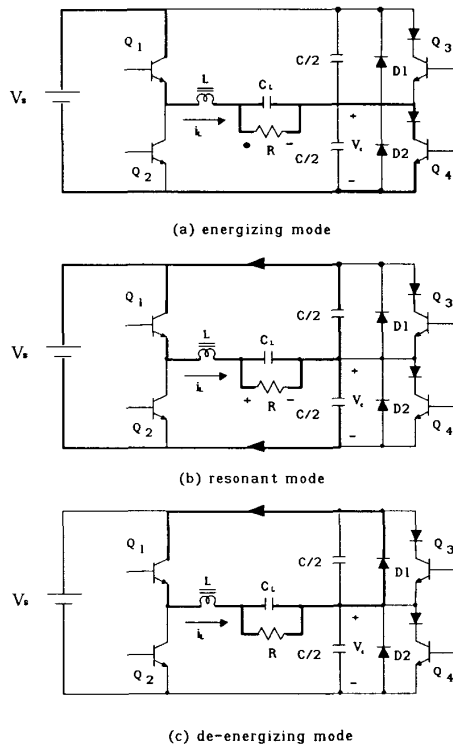 Q1 Q3
C/2 D1
L CL
Vs
+
iL C/2 Vc D2
R -
Q2 - Q4
(a) energizing mode
Qi Q3
C/2 D1
L CL
Vs
+
iL + R - C/2 Vc D2
Q2 - Q4
(b) resonant mode
Q1 Q3
C/2 D1
L CL
Vs
+
iL R C/2 Vc D2
Q2 - Q4
(c) de-energizing mode